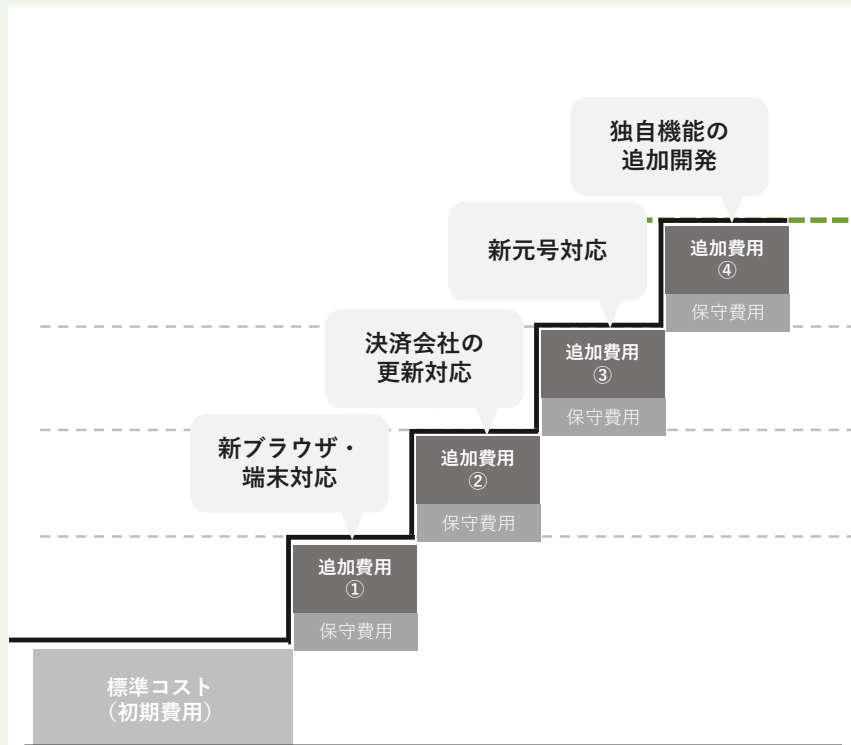 独自機能の
追加開発
追加費用
④
保守費用
新元号対応
追加費用
③
保守費用
決済会社の
更新対応
追加費用
②
保守費用
新ブラウザ・
端末対応
追加費用
①
保守費用
標準コスト
（初期費用）